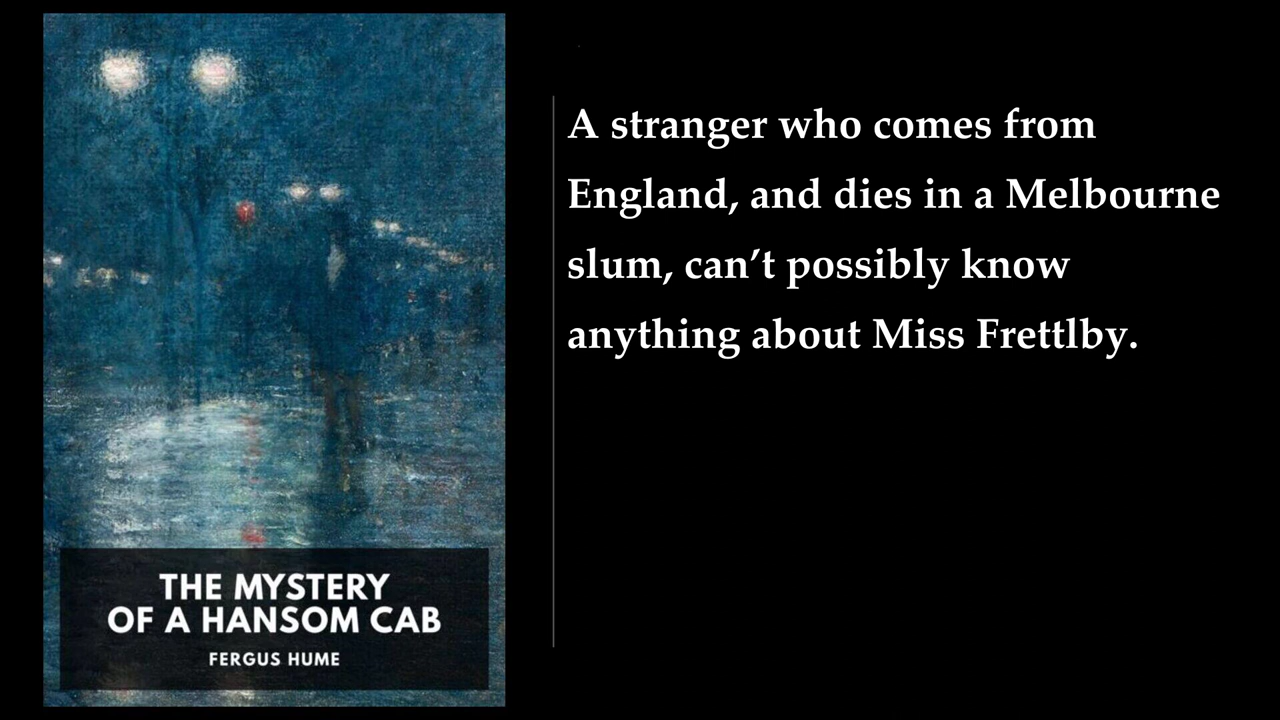 THE MYSTERY
OF A HANSOM CAB
FERGUS HUME
A stranger who comes from
England, and dies in a Melbourne
slum, can’t possibly know
anything about Miss Frettlby.